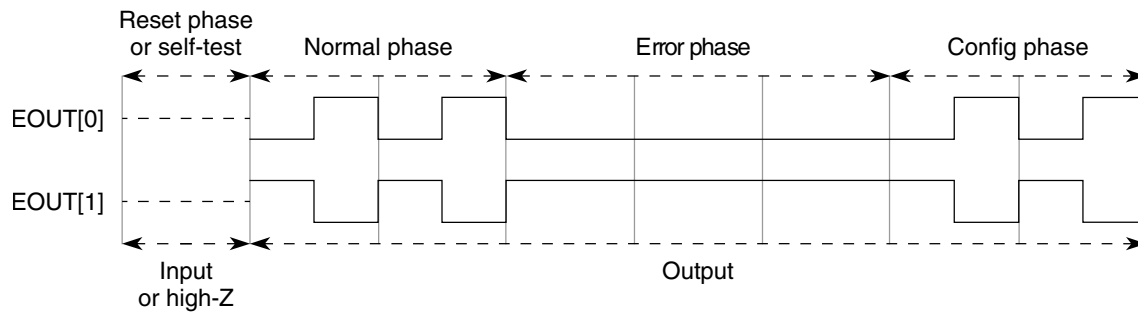 Reset phase
or self-test
Normal phase
Error phase
Config phase
EOUT[0]
EOUT[1]
Input
or high-Z
Output